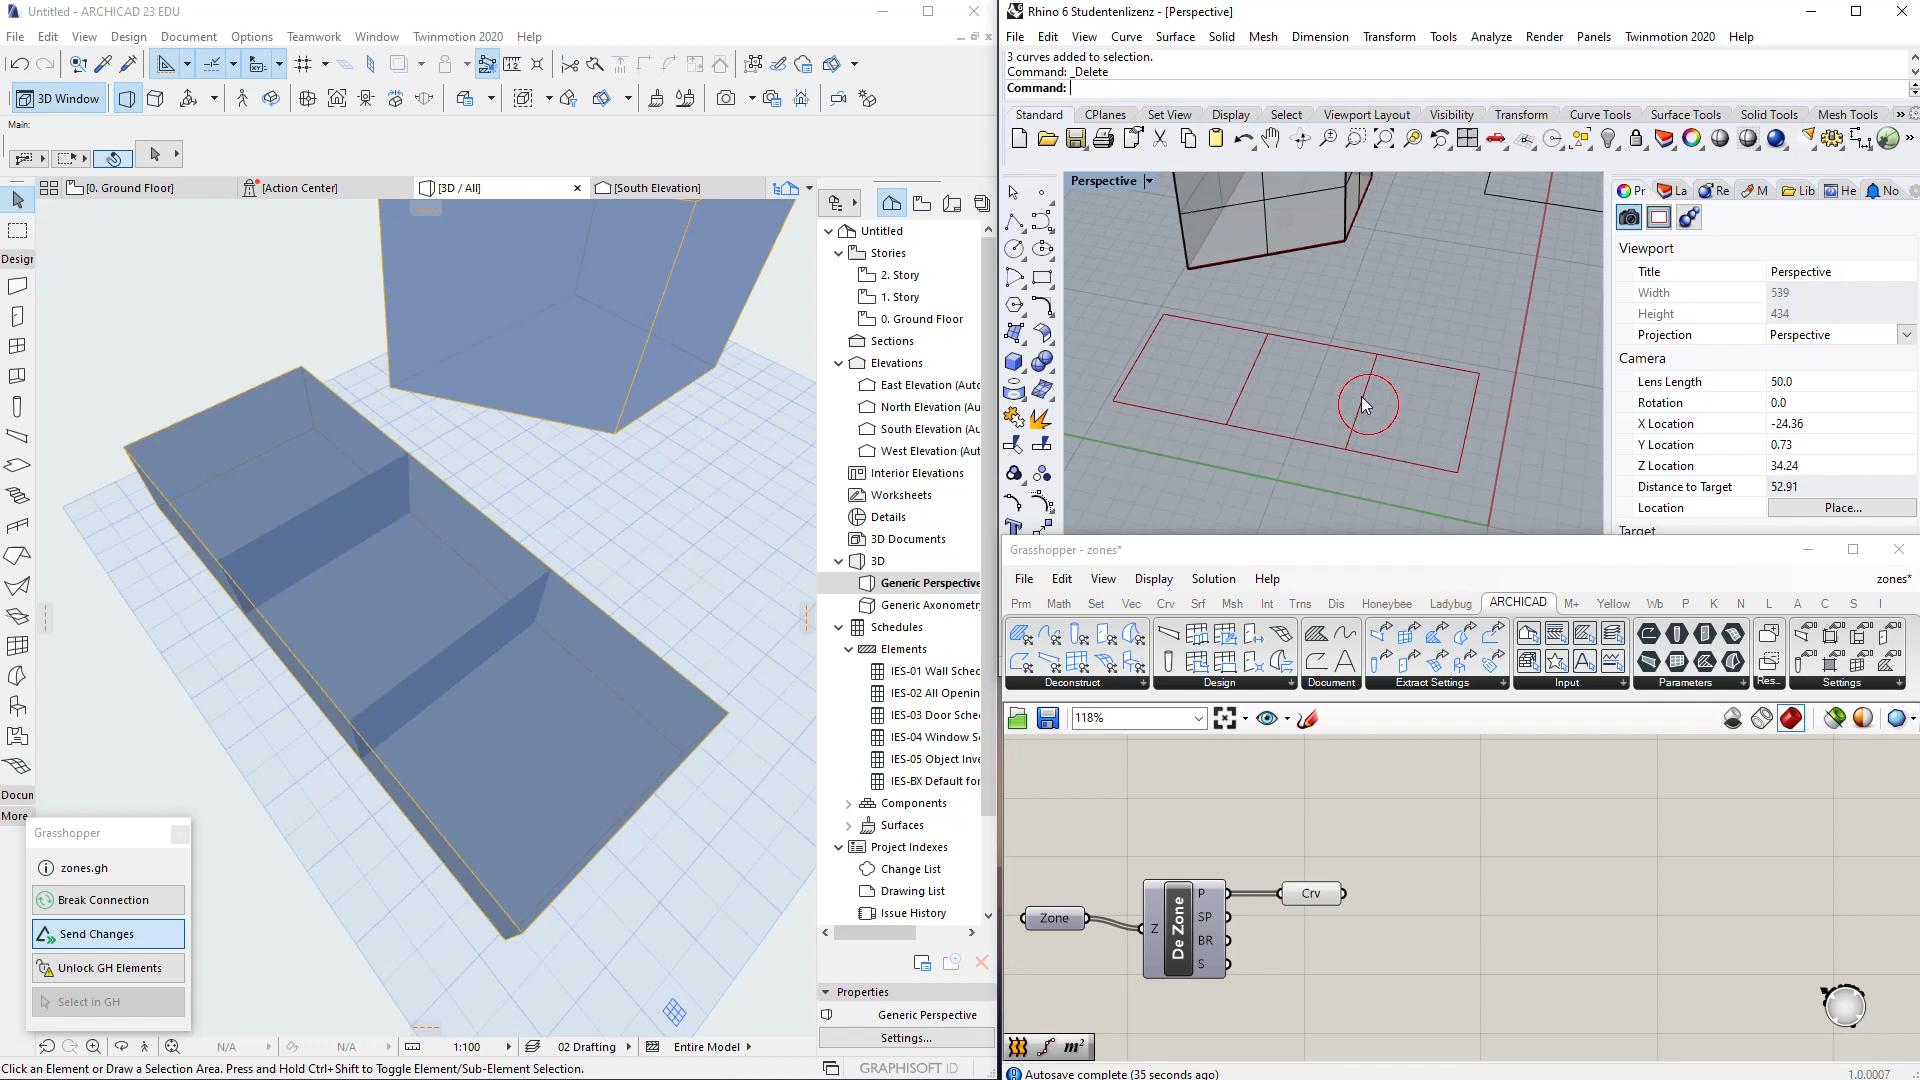 Untitled - ARCHICAD 23 EDU
File Edit View Design Document Options Teamwork Window Twinmotion 2020 Help
3D Window
Main:
[0. Ground Floor]
[Action Center]
[3D / All]
[South Elevation]
Design
Docum
More
Untitled
Stories
2. Story
1. Story
0. Ground Floor
Sections
Elevations
East Elevation (Auto
North Elevation (Au
South Elevation (Au
West Elevation (Aut
Interior Elevations
Worksheets
Details
3D Documents
3D
Generic Perspective
Generic Axonometr
Schedules
Elements
IES-01 Wall Sched
IES-02 All Openin
IES-03 Door Sche
IES-04 Window S
IES-05 Object Inve
IES-BX Default for
Components
Surfaces
Project Indexes
Change List
Drawing List
Issue History
Properties
Generic Perspective
Settings...
Grasshopper
zones.gh
Break Connection
Send Changes
Unlock GH Elements
Select in GH
N/A
N/A
1:100
02 Drafting
Entire Model
Click an Element or Draw a Selection Area. Press and Hold Ctrl+Shift to Toggle Element/Sub-Element Selection.
GRAPHISOFT ID
Rhino 6 Studentenlizenz - [Perspective]
File Edit View Curve Surface Solid Mesh Dimension Transform Tools Analyze Render Panels Twinmotion 2020 Help
3 curves added to selection.
Command: _Delete
Command:
Standard CPlanes Set View Display Select Viewport Layout Visibility Transform Curve Tools Surface Tools Solid Tools Mesh Tools
Perspective
Pr La Re M Lib He No
Viewport
Title Perspective
Width 539
Height 434
Projection Perspective
Camera
Lens Length 50.0
Rotation 0.0
X Location -24.36
Y Location 0.73
Z Location 34.24
Distance to Target 52.91
Location Place...
Target
Grasshopper - zones*
File Edit View Display Solution Help
zones*
Prm Math Set Vec Crv Srf Msh Int Trns Dis Honeybee Ladybug ARCHICAD M+ Yellow Wb P K N L A C S I
Deconstruct
Design
Document
Extract Settings
Input
Parameters
Res...
Settings
118%
Zone
Z
De Zone
P
SP
BR
S
Crv
m²
Autosave complete (35 seconds ago)
1.0.0007